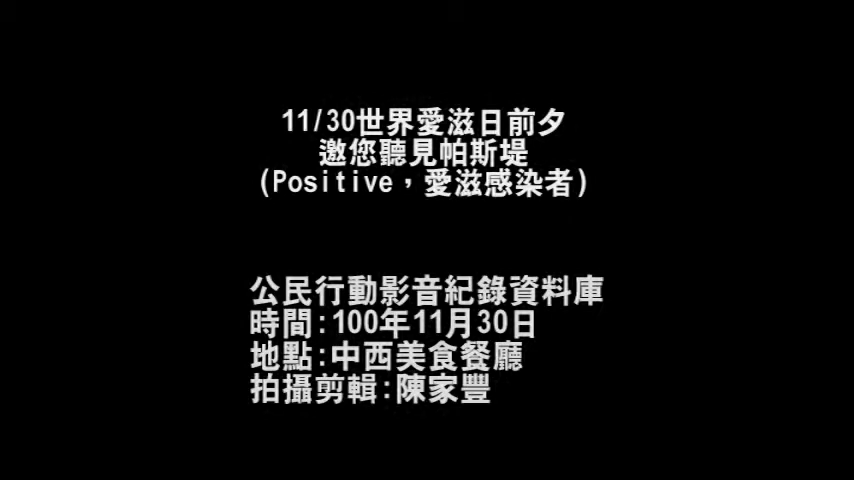 11/30世界愛滋日前夕
邀您聽見帕斯堤
(Positive，愛滋感染者)
公民行動影音紀錄資料庫
時間:100年11月30日
地點:中西美食餐廳
拍攝剪輯:陳家豐